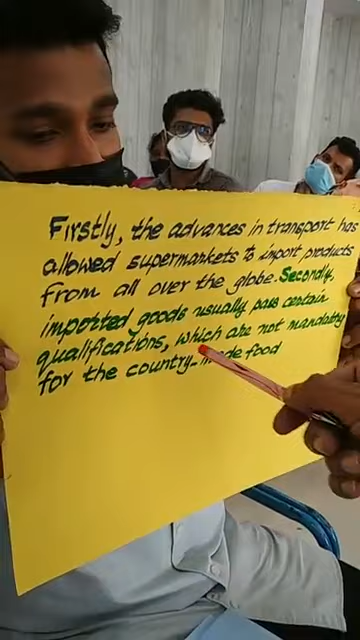 Firstly, the advances in transport has
allowed supermarkets to import products
from all over the globe. Secondly,
imported goods usually pass certain
qualifications, which are not mandatory
for the country-made food